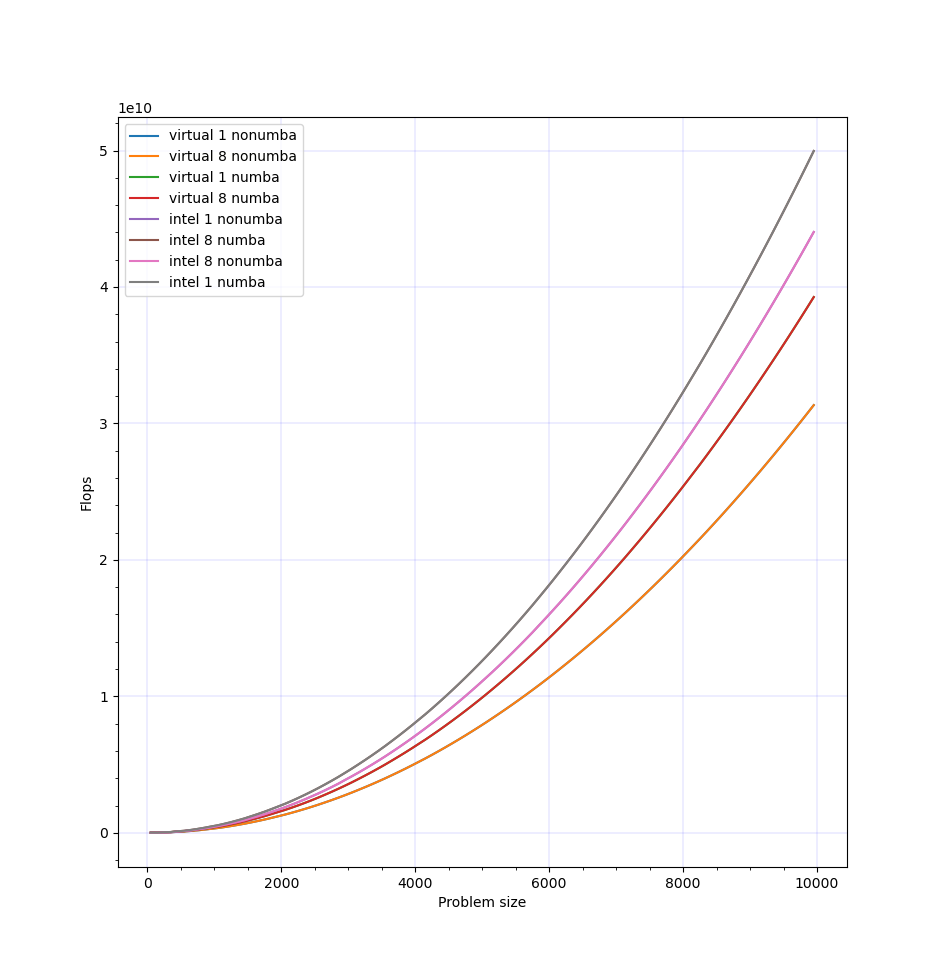 1e10
virtual 1 nonumba
virtual 8 nonumba
virtual 1 numba
virtual 8 numba
intel 1 nonumba
intel 8 numba
intel 8 nonumba
intel 1 numba
5
4
3
2
1
0
Flops
0 2000 4000 6000 8000 10000
Problem size